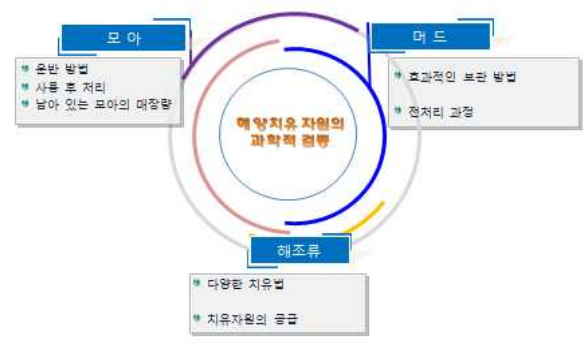 모 아
운반 방법
사용 후 처리
남아 있는 모아의 매장량
머 드
효과적인 보관 방법
전처리 과정
해양치유 자원의
과학적 검통
해조류
다양한 치유법
치유자원의 공급